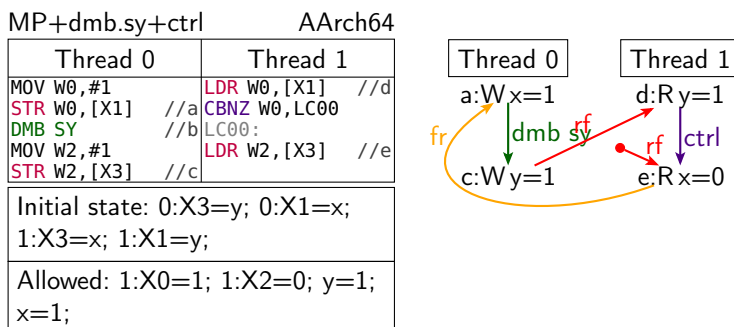 MP+dmb.sy+ctrl AArch64
Thread 0 Thread 1
MOV W0,#1 LDR W0,[X1] //d
STR W0,[X1] //a CBNZ W0,LC00
DMB SY //b LC00:
MOV W2,#1 LDR W2,[X3] //e
STR W2,[X3] //c
Initial state: 0:X3=y; 0:X1=x;
1:X3=x; 1:X1=y;
Allowed: 1:X0=1; 1:X2=0; y=1;
x=1;
Thread 0 Thread 1
a:W x=1 d:R y=1
fr dmb sy rf rf ctrl
c:W y=1 e:R x=0